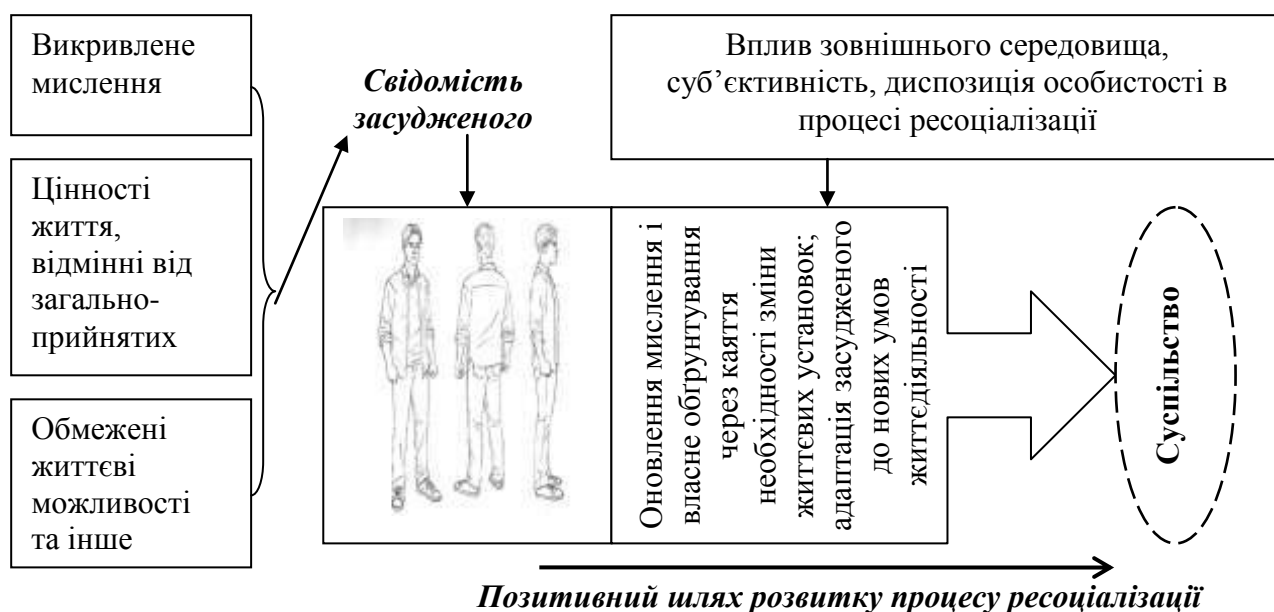 Викривлене
мислення
Цінності
життя,
відмінні від
загально-
прийнятих
Обмежені
життєві
можливості
та інше
Свідомість
засудженого
Вплив зовнішнього середовища,
суб’єктивність, диспозиція особистості в
процесі ресоціалізації
Оновлення мислення і
власне обґрунтування
через каяття
необхідності зміни
життєвих установок;
адаптація засудженого
до нових умов
життєдіяльності
Суспільство
Позитивний шлях розвитку процесу ресоціалізації